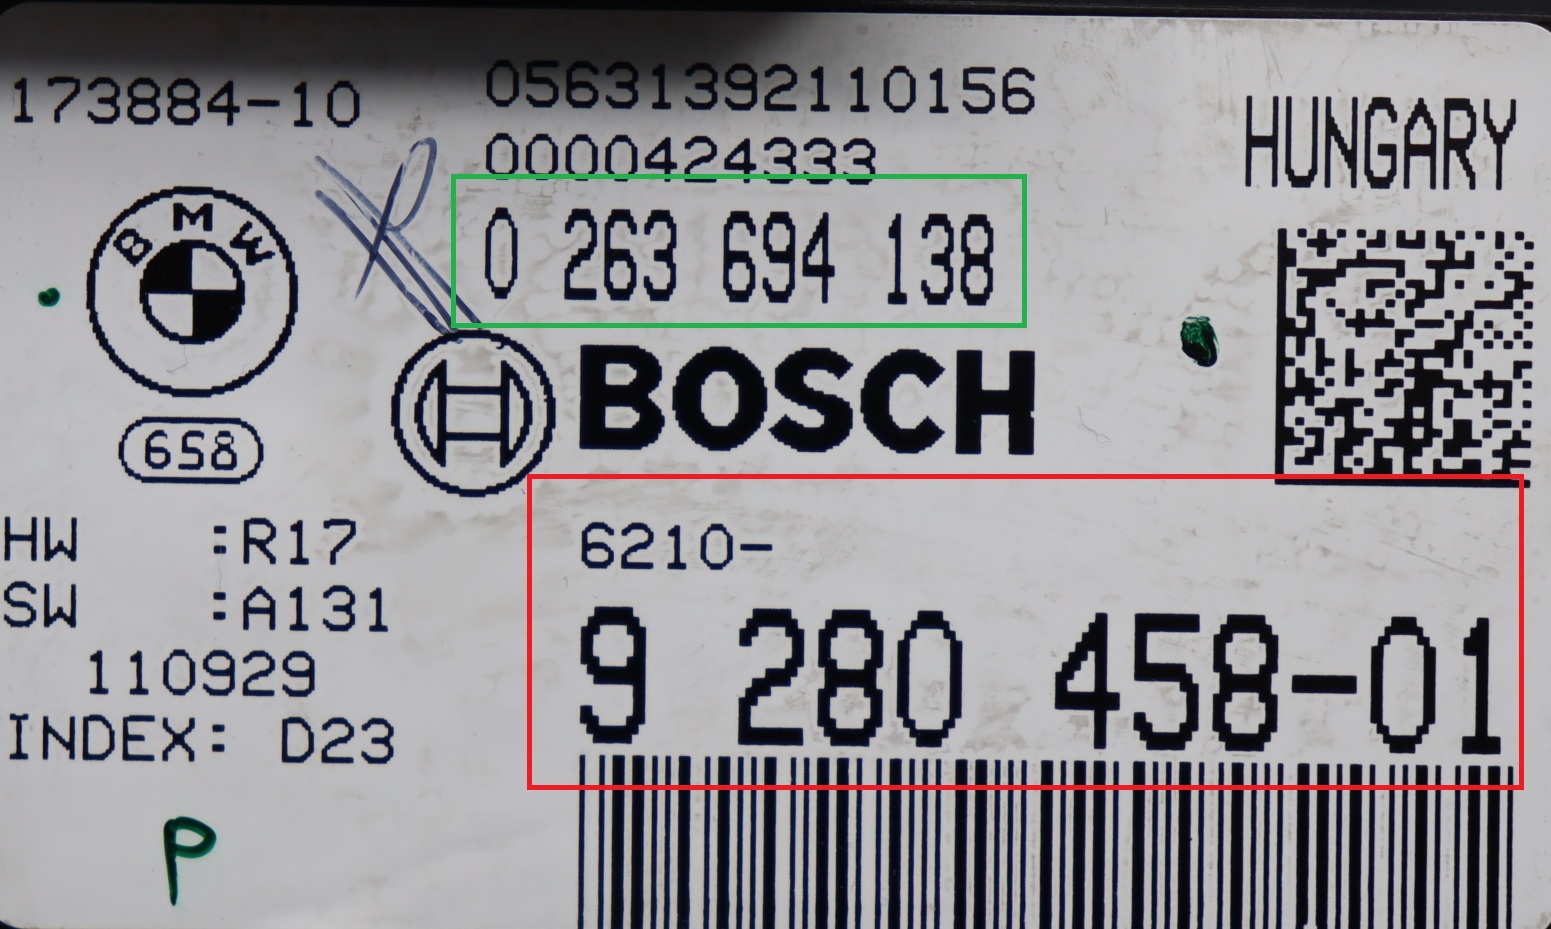 173884-10
05631392110156
0000424333
HUNGARY
0 263 694 138
BMW
BOSCH
658
HW :R17
SW :A131
110929
INDEX: D23
6210-
9 280 458-01
P